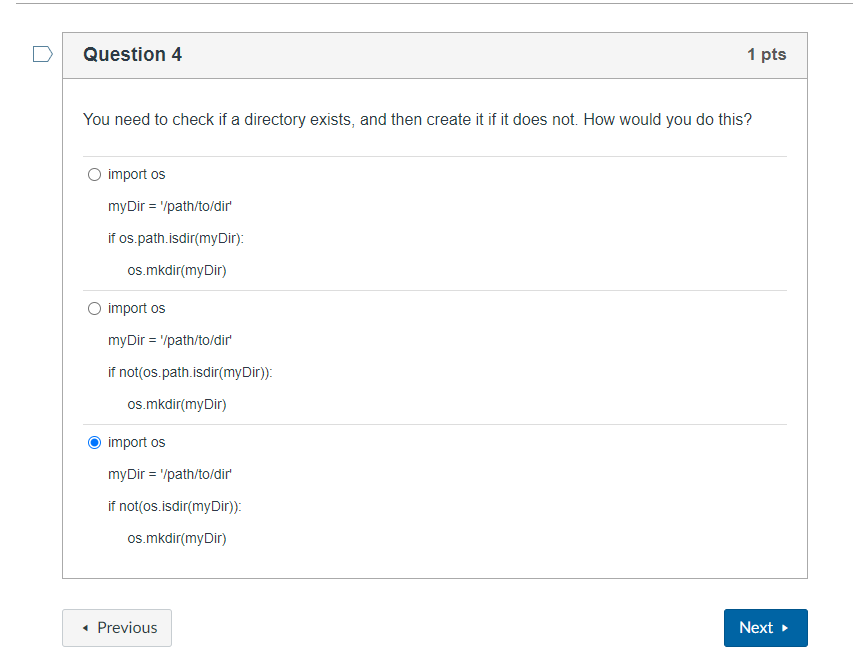 Question 4
1 pts
You need to check if a directory exists, and then create it if it does not. How would you do this?
import os
myDir = '/path/to/dir'
if os.path.isdir(myDir):
os.mkdir(myDir)
import os
myDir = '/path/to/dir'
if not(os.path.isdir(myDir)):
os.mkdir(myDir)
import os
myDir = '/path/to/dir'
if not(os.isdir(myDir)):
os.mkdir(myDir)
Previous
Next